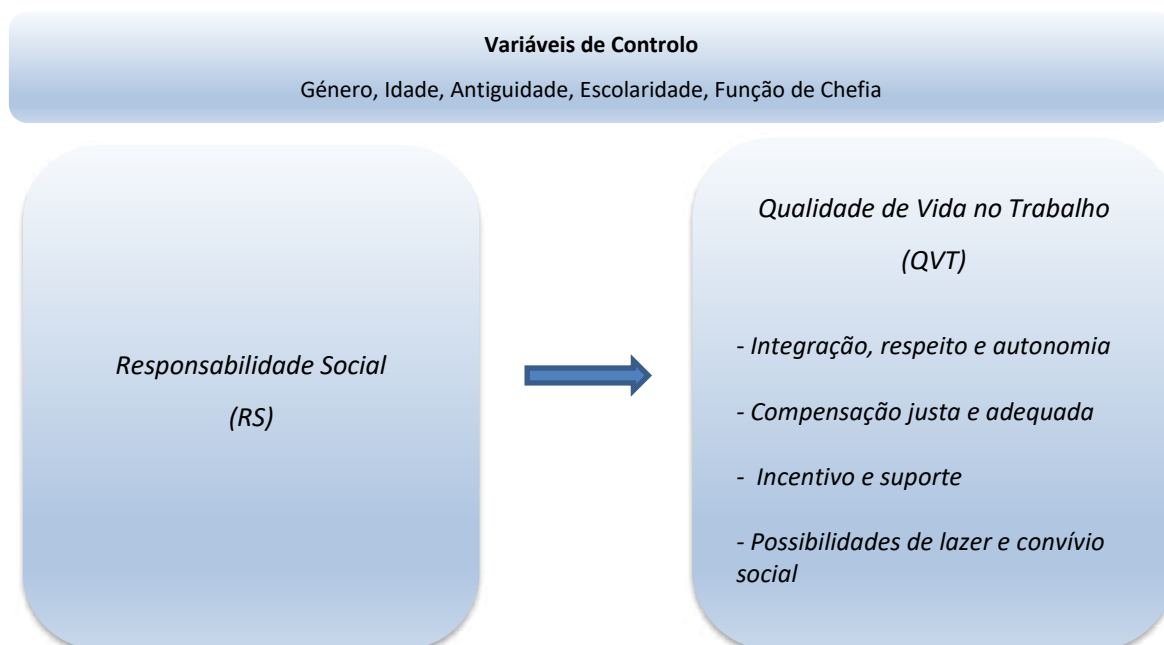 Variáveis de Controlo
Género, Idade, Antiguidade, Escolaridade, Função de Chefia
Responsabilidade Social
(RS)
Qualidade de Vida no Trabalho
(QVT)
- Integração, respeito e autonomia
- Compensação justa e adequada
- Incentivo e suporte
- Possibilidades de lazer e convívio
social